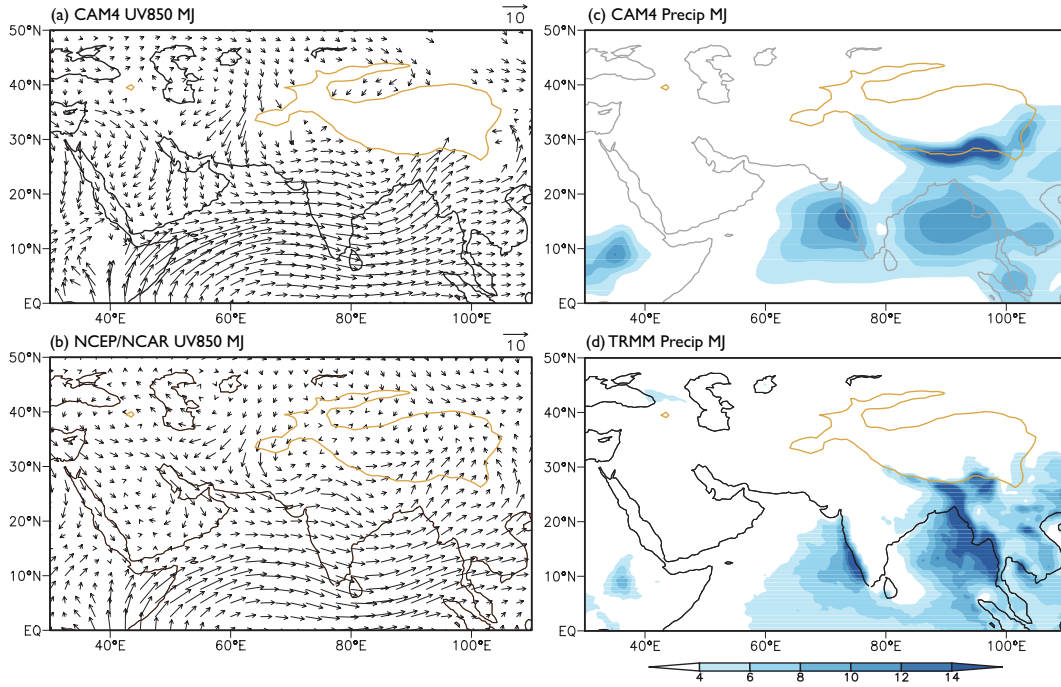 (a) CAM4 UV850 MJ
10
(c) CAM4 Precip MJ
50°N
40°N
30°N
20°N
10°N
EQ
40°E
60°E
80°E
100°E
50°N
40°N
30°N
20°N
10°N
EQ
40°E
60°E
80°E
100°E
(b) NCEP/NCAR UV850 MJ
10
(d) TRMM Precip MJ
50°N
40°N
30°N
20°N
10°N
EQ
40°E
60°E
80°E
100°E
50°N
40°N
30°N
20°N
10°N
EQ
40°E
60°E
80°E
100°E
4 6 8 10 12 14